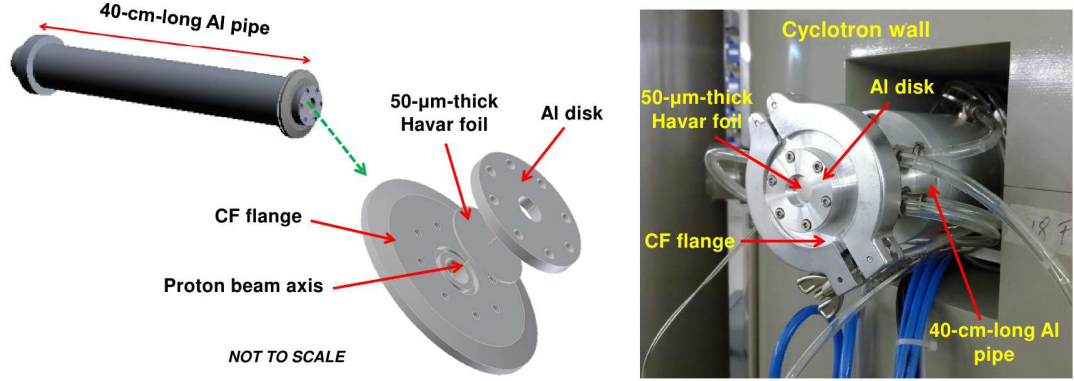 40-cm-long Al pipe
50-µm-thick
Havar foil
Al disk
CF flange
Proton beam axis
NOT TO SCALE
Cyclotron wall
50-µm-thick
Havar foil
Al disk
CF flange
40-cm-long Al
pipe
18 F